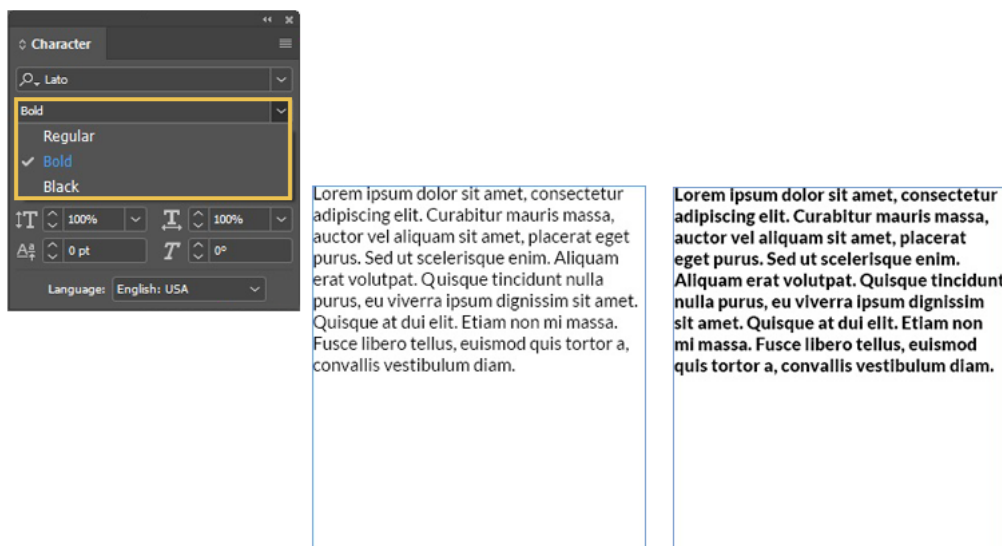 Character
Lato
Bold
Regular
Bold
Black
100% 100%
0 pt 0°
Language: English: USA
Lorem ipsum dolor sit amet, consectetur
adipiscing elit. Curabitur mauris massa,
auctor vel aliquam sit amet, placerat eget
purus. Sed ut scelerisque enim. Aliquam
erat volutpat. Quisque tincidunt nulla
purus, eu viverra ipsum dignissim sit amet.
Quisque at dui elit. Etiam non mi massa.
Fusce libero tellus, euismod quis tortor a,
convallis vestibulum diam.
Lorem ipsum dolor sit amet, consectetur
adipiscing elit. Curabitur mauris massa,
auctor vel aliquam sit amet, placerat
eget purus. Sed ut scelerisque enim.
Aliquam erat volutpat. Quisque tincidunt
nulla purus, eu viverra ipsum dignissim
sit amet. Quisque at dui elit. Etiam non
mi massa. Fusce libero tellus, euismod
quis tortor a, convallis vestibulum diam.